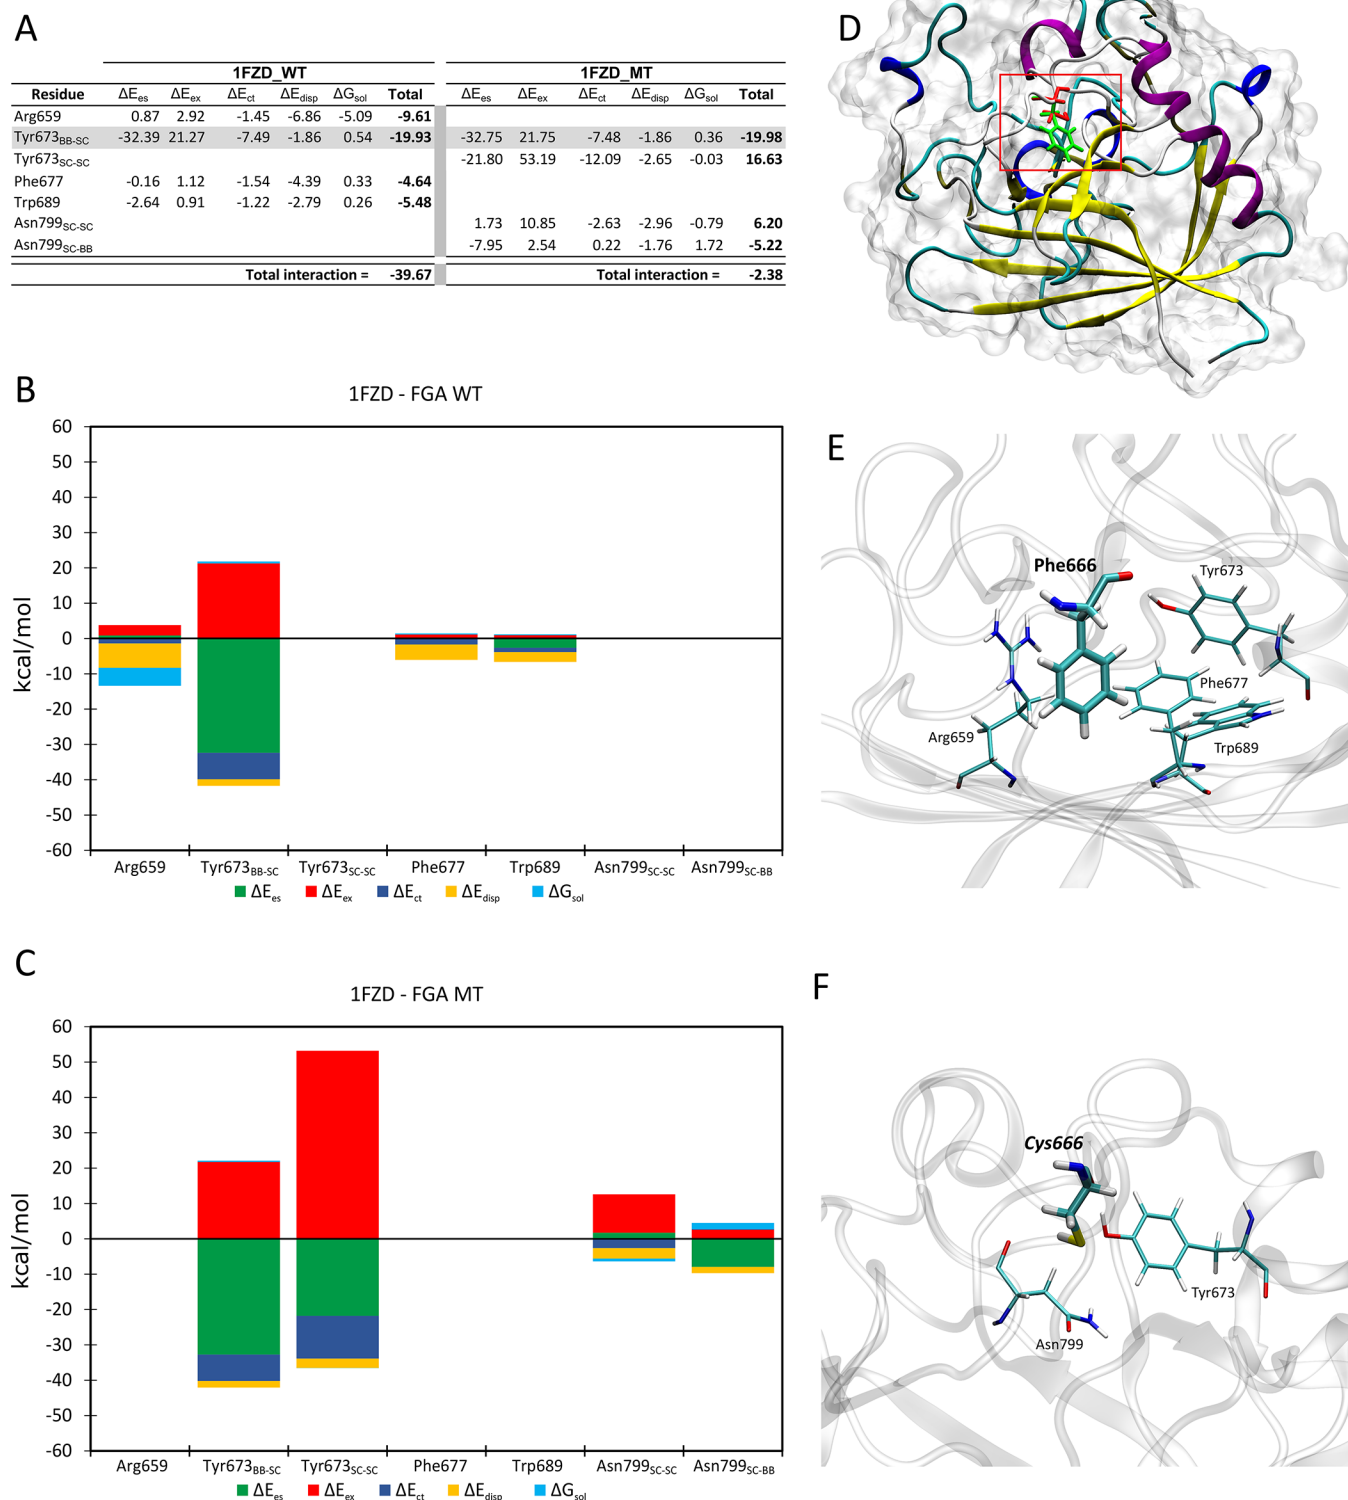 A
1FZD_WT 1FZD_MT
Residue ΔEes ΔEex ΔEct ΔEdisp ΔGsol Total ΔEes ΔEex ΔEct ΔEdisp ΔGsol Total
Arg659 0.87 2.92 -1.45 -6.86 -5.09 -9.61
Tyr673BB-SC -32.39 21.27 -7.49 -1.86 0.54 -19.93 -32.75 21.75 -7.48 -1.86 0.36 -19.98
Tyr673SC-SC -21.80 53.19 -12.09 -2.65 -0.03 16.63
Phe677 -0.16 1.12 -1.54 -4.39 0.33 -4.64
Trp689 -2.64 0.91 -1.22 -2.79 0.26 -5.48
Asn799SC-SC 1.73 10.85 -2.63 -2.96 -0.79 6.20
Asn799SC-BB -7.95 2.54 0.22 -1.76 1.72 -5.22
Total interaction = -39.67 Total interaction = -2.38
B
1FZD - FGA WT
kcal/mol
60
50
40
30
20
10
0
-10
-20
-30
-40
-50
-60
Arg659 Tyr673BB-SC Tyr673SC-SC Phe677 Trp689 Asn799SC-SC Asn799SC-BB
ΔEes ΔEex ΔEct ΔEdisp ΔGsol
C
1FZD - FGA MT
kcal/mol
60
50
40
30
20
10
0
-10
-20
-30
-40
-50
-60
Arg659 Tyr673BB-SC Tyr673SC-SC Phe677 Trp689 Asn799SC-SC Asn799SC-BB
ΔEes ΔEex ΔEct ΔEdisp ΔGsol
D
E
Phe666
Tyr673
Phe677
Arg659
Trp689
F
Cys666
Tyr673
Asn799